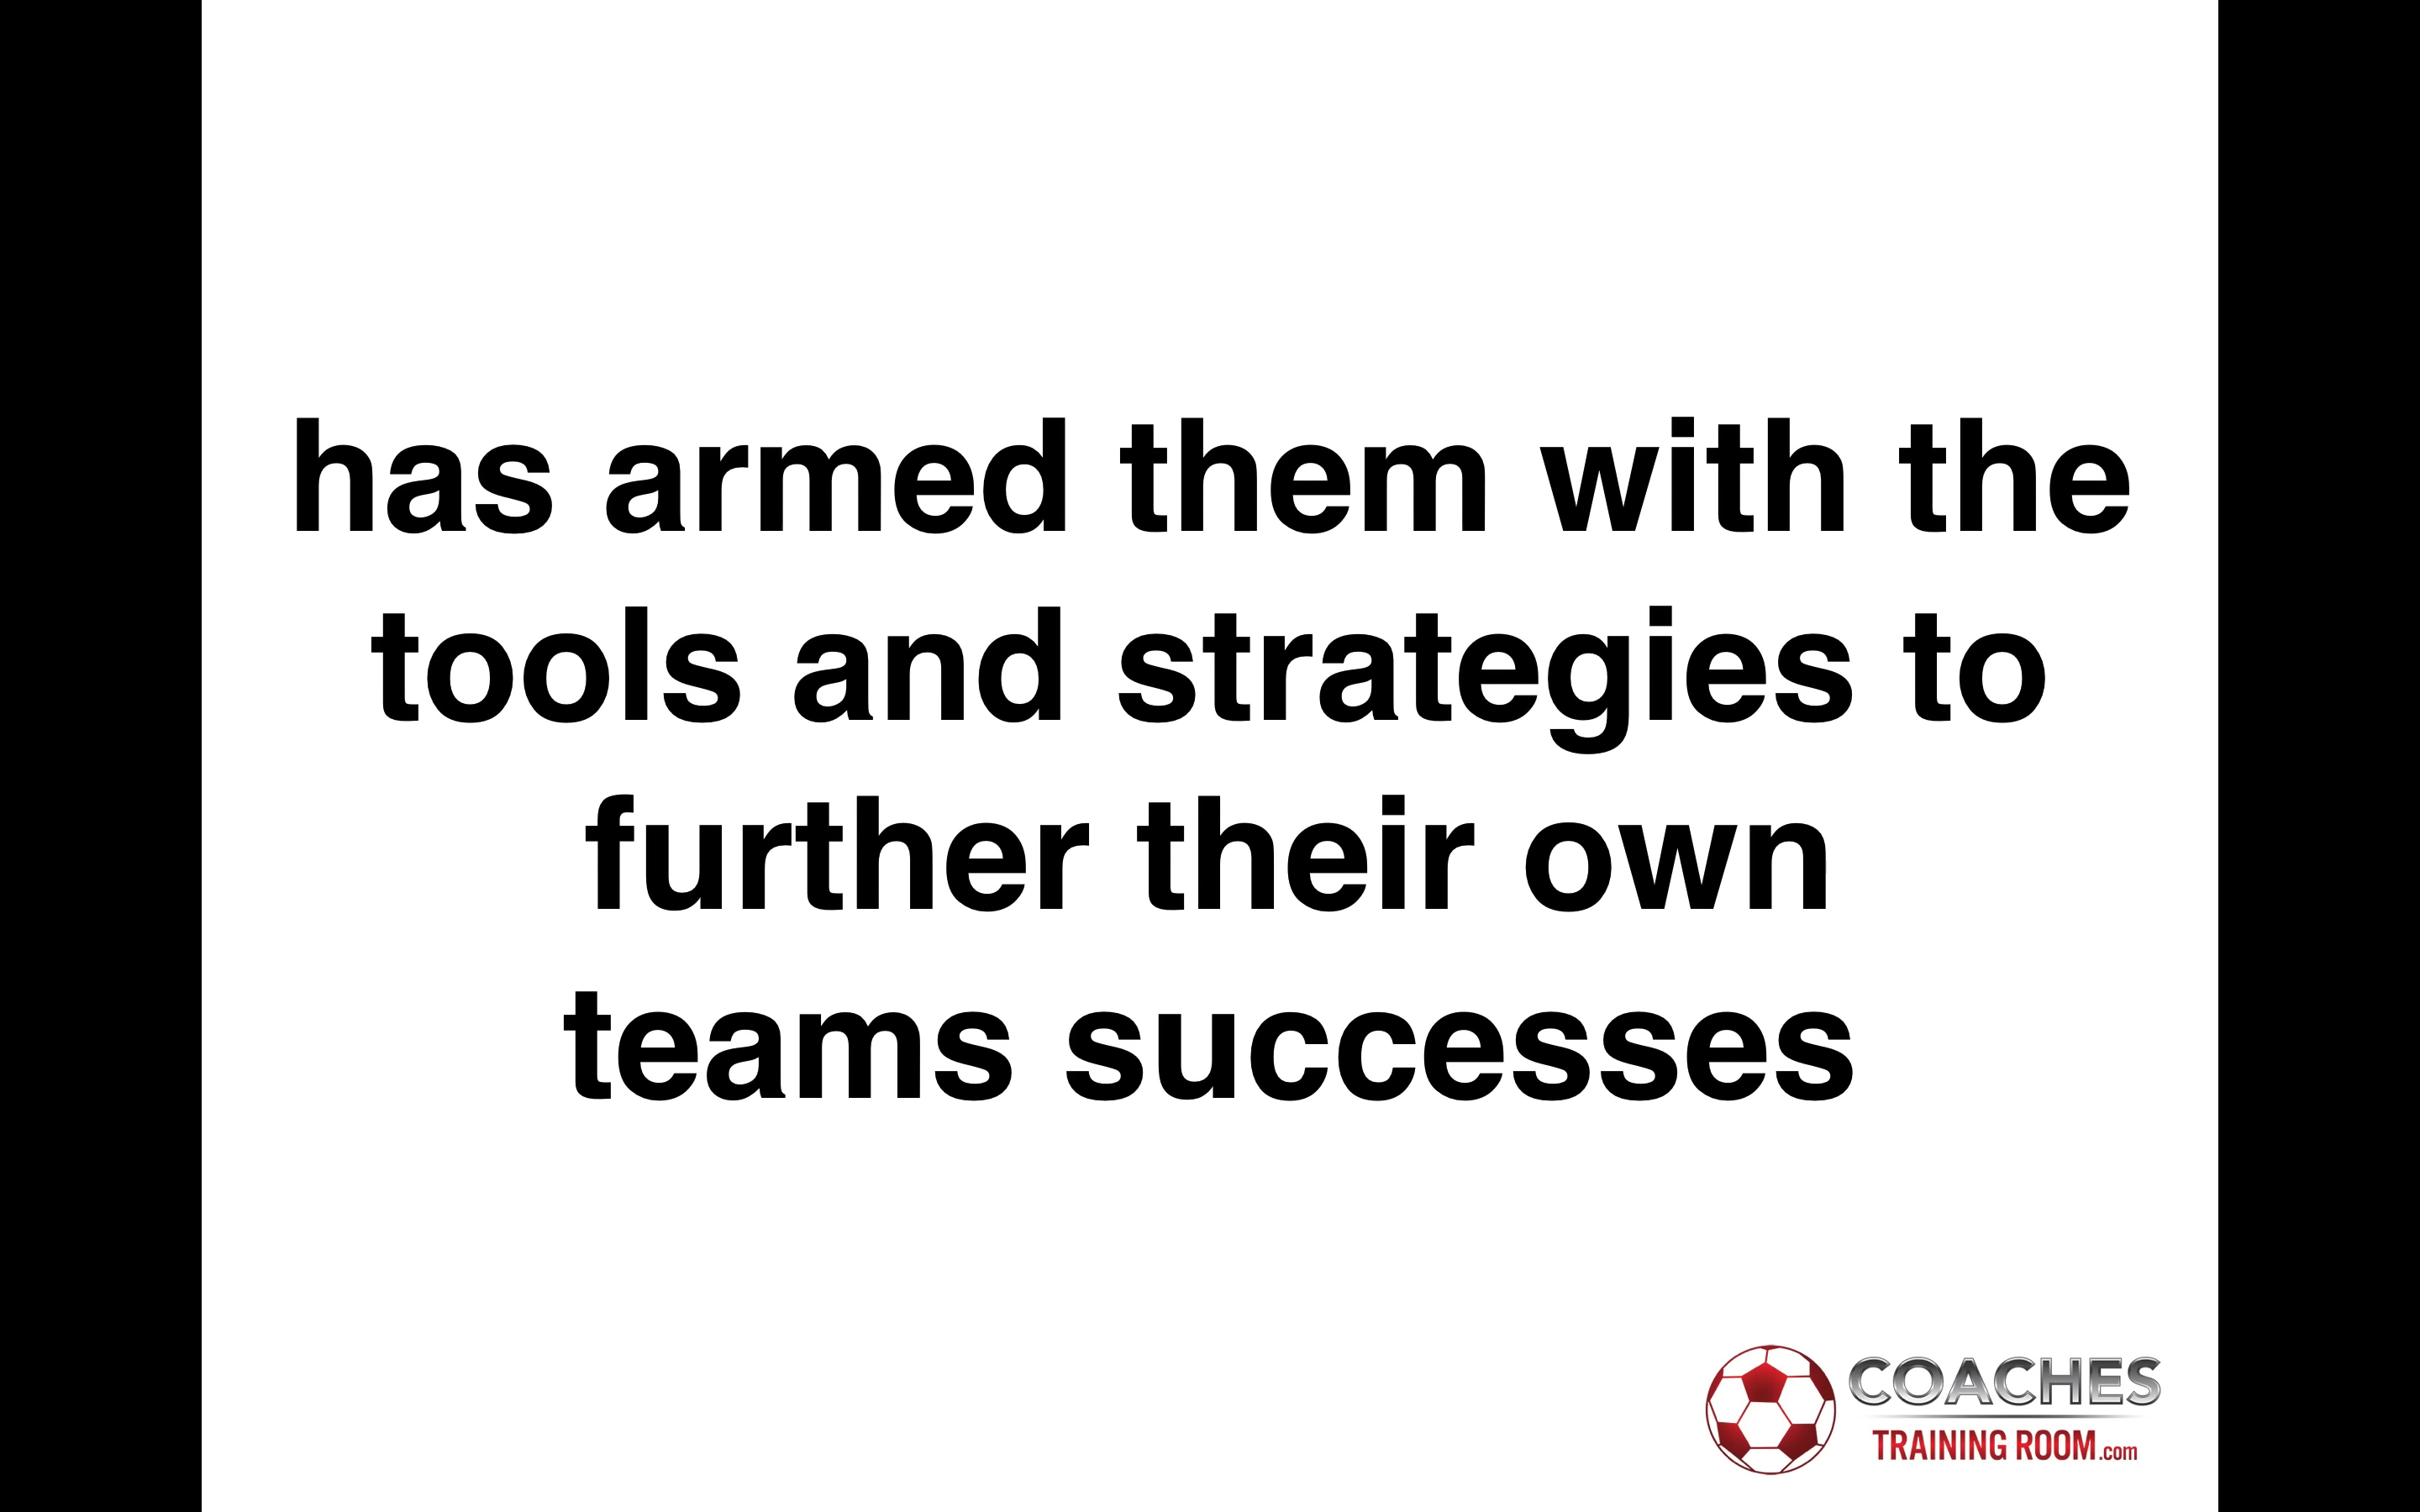 has armed them with the
tools and strategies to
further their own
teams successes
COACHES
TRAINING ROOM.com